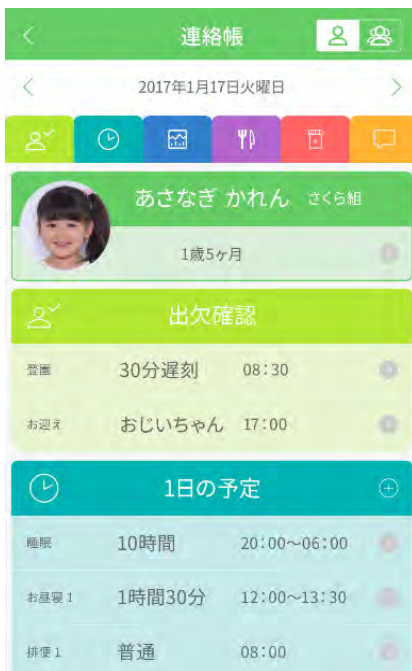 連絡帳
2017年1月17日火曜日
あさなぎ かれん さくら組
1歳5ヶ月
出欠確認
登園 30分遅刻 08:30
お迎え おじいちゃん 17:00
1日の予定
睡眠 10時間 20:00〜06:00
お昼寝1 1時間30分 12:00〜13:30
排便1 普通 08:00